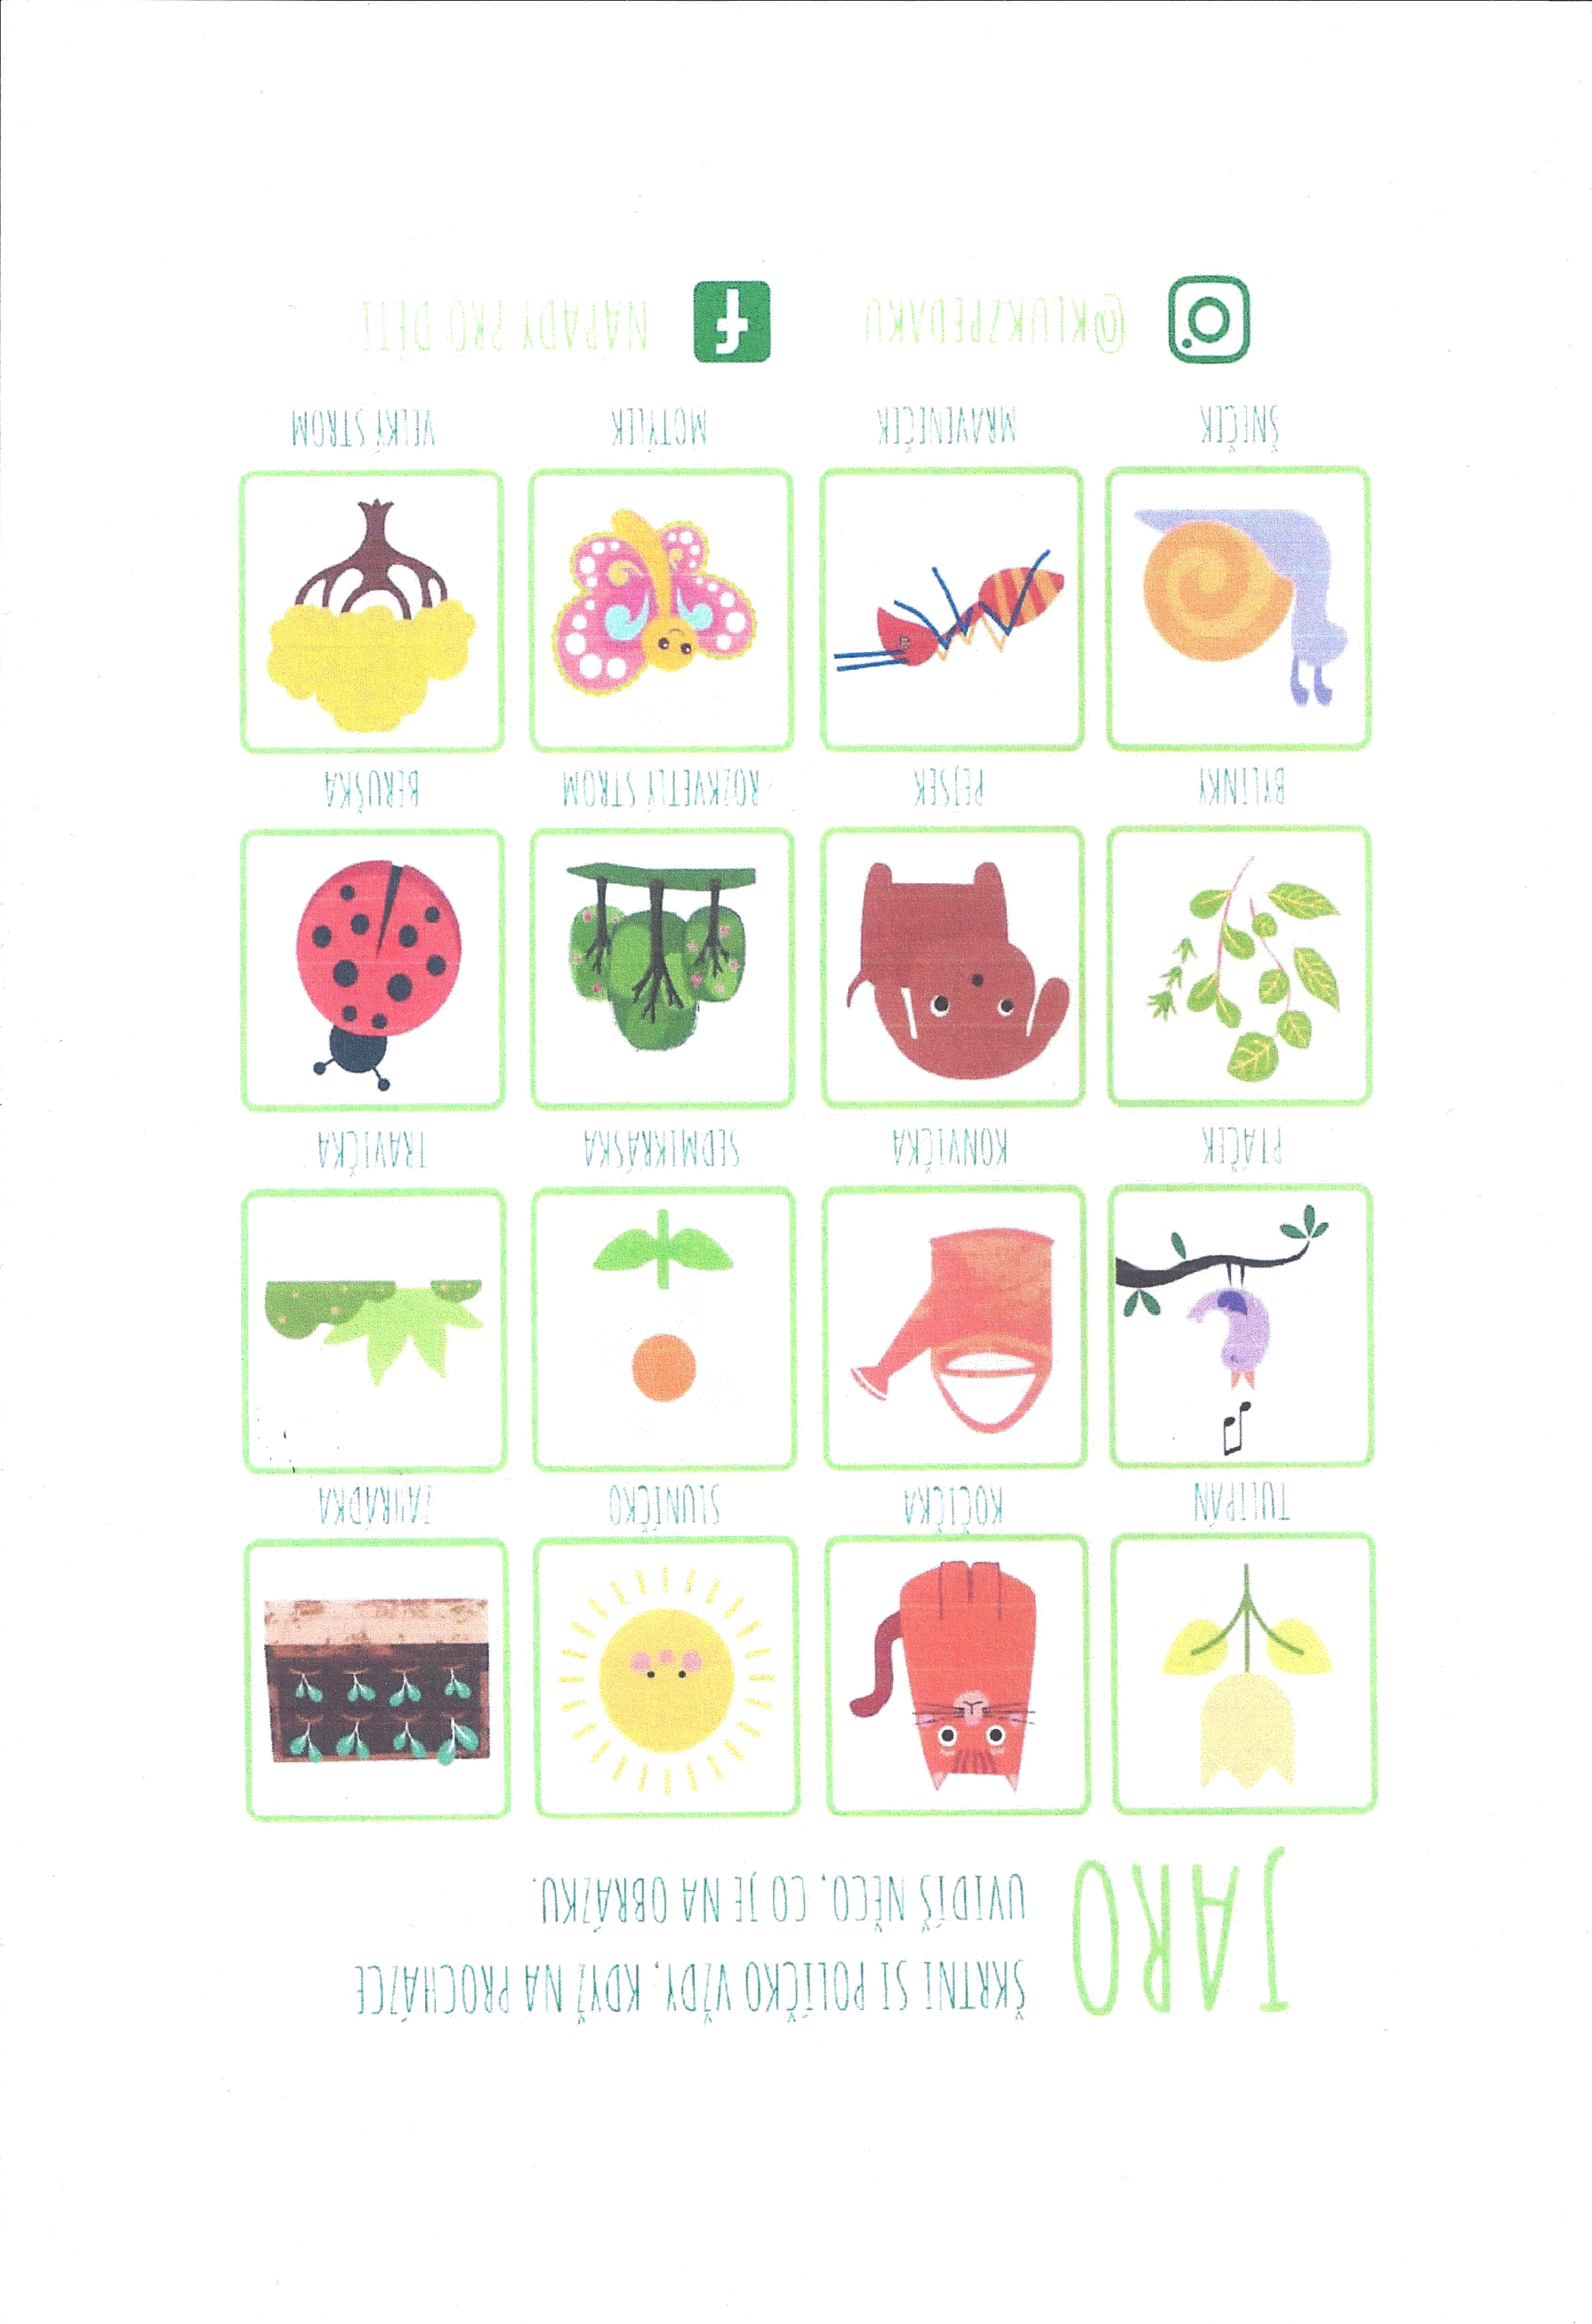 JARO
ŠKRTNI SI POLÍČKO VŽDY, KDYŽ NA PROCHÁZCE
UVIDÍŠ NĚCO, CO JE NA OBRÁZKU.
TULIPÁN KOČIČKA SLUNÍČKO ZAHRÁDKA
PTÁČEK KONVIČKA SEDMIKRÁSKA TRAVIČKA
BYLINKY PEJSEK ROZKVETLÝ STROM BERUŠKA
ŠNEČEK MRAVENEČEK MOTÝLEK VELKÝ STROM
@KLUKZPEDAKU NÁPADY PRO DĚTI